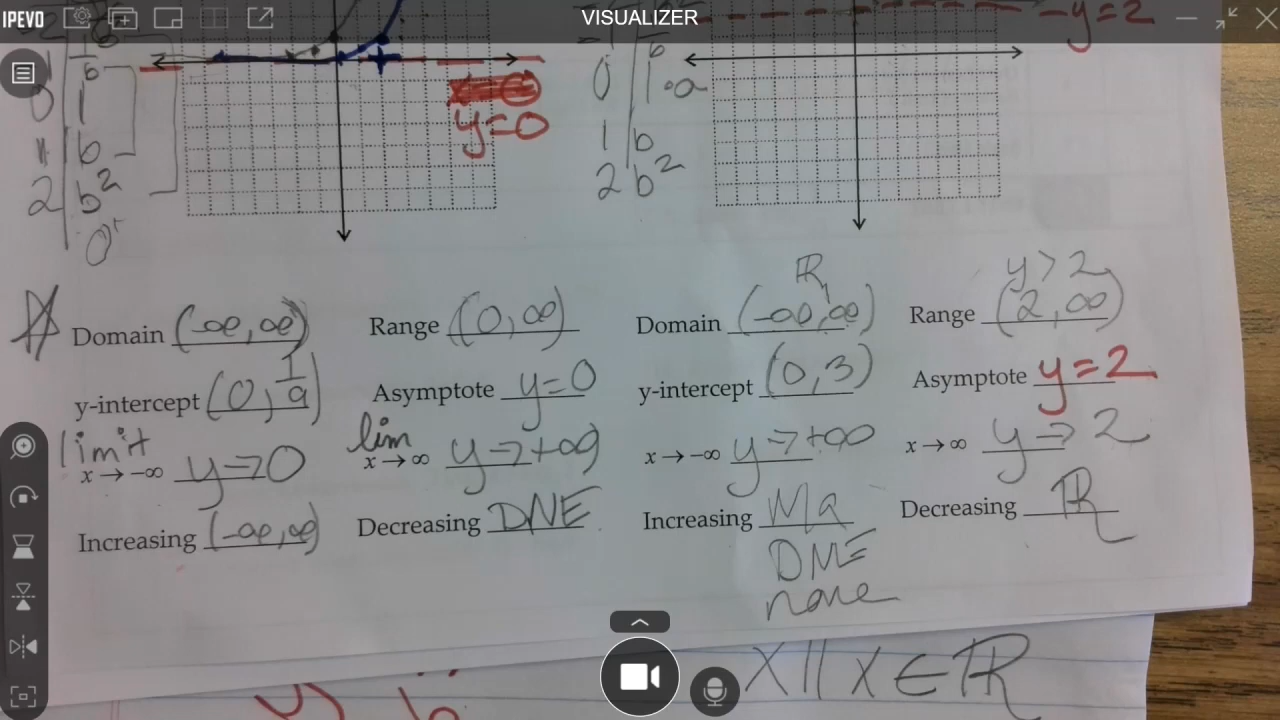 IPEVO
VISUALIZER
y=2
y=0
0 1
1 b
2 b²
0⁺
0 1·a
1 b
2 b²
ℝ
y>2
Domain (-∞,∞)
Range (0,∞)
Domain (-∞,∞)
Range (2,∞)
y-intercept (0, 1/9)
Asymptote y=0
y-intercept (0,3)
Asymptote y=2
limit
x→-∞ y→0
lim
x→∞ y→+∞
x→-∞ y→+∞
x→∞ y→2
Increasing (-∞,∞)
Decreasing DNE
Increasing n/a
Decreasing ℝ
DNE
none
X || X ∈ ℝ